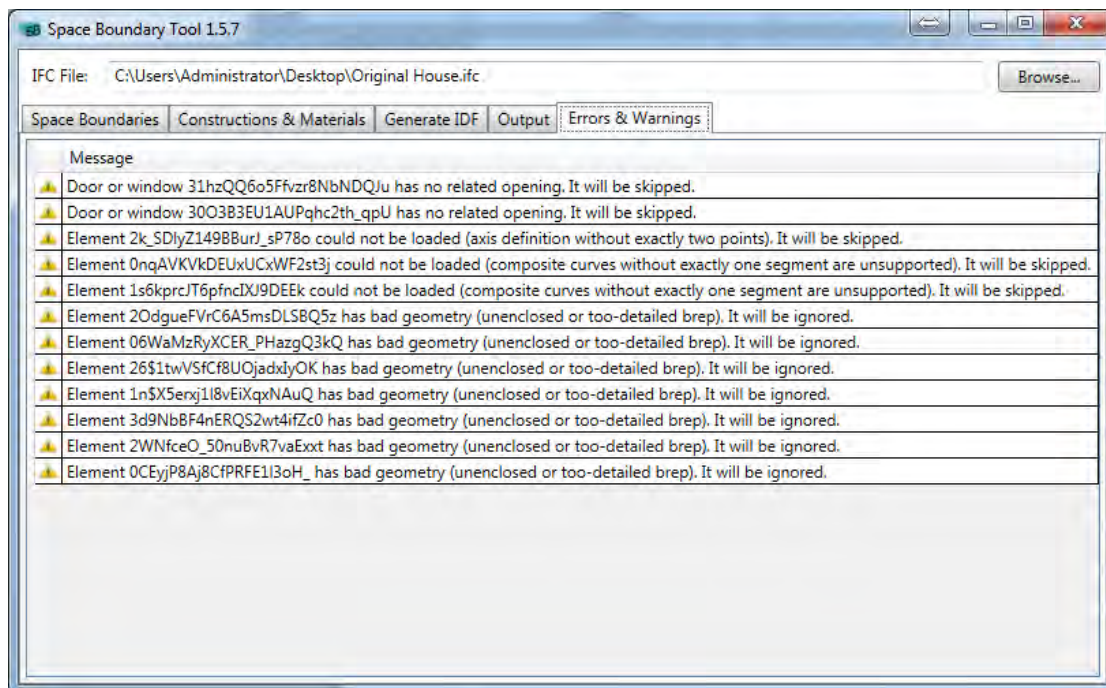 Space Boundary Tool 1.5.7
IFC File: C:\Users\Administrator\Desktop\Original House.ifc Browse...
Space Boundaries Constructions & Materials Generate IDF Output Errors & Warnings
Message
Door or window 31hzQQ6o5Ffvzr8NbNDQJu has no related opening. It will be skipped.
Door or window 30O3B3EU1AUPqhc2th_qpU has no related opening. It will be skipped.
Element 2k_SDlyZ149BBurJ_sP78o could not be loaded (axis definition without exactly two points). It will be skipped.
Element 0nqAVKVkDEUxUCxWF2st3j could not be loaded (composite curves without exactly one segment are unsupported). It will be skipped.
Element 1s6kprcJT6pfncIXJ9DEEk could not be loaded (composite curves without exactly one segment are unsupported). It will be skipped.
Element 2OdgueFVrC6A5msDLSBQ5z has bad geometry (unenclosed or too-detailed brep). It will be ignored.
Element 06WaMzRyXCER_PHazgQ3kQ has bad geometry (unenclosed or too-detailed brep). It will be ignored.
Element 26$1twVSfCf8UOjadxIyOK has bad geometry (unenclosed or too-detailed brep). It will be ignored.
Element 1n$X5erxj1I8vEiXqxNAuQ has bad geometry (unenclosed or too-detailed brep). It will be ignored.
Element 3d9NbBF4nERQS2wt4ifZc0 has bad geometry (unenclosed or too-detailed brep). It will be ignored.
Element 2WNfceO_50nuBvR7vaExxt has bad geometry (unenclosed or too-detailed brep). It will be ignored.
Element 0CEyjP8Aj8CfPRFE1I3oH_ has bad geometry (unenclosed or too-detailed brep). It will be ignored.